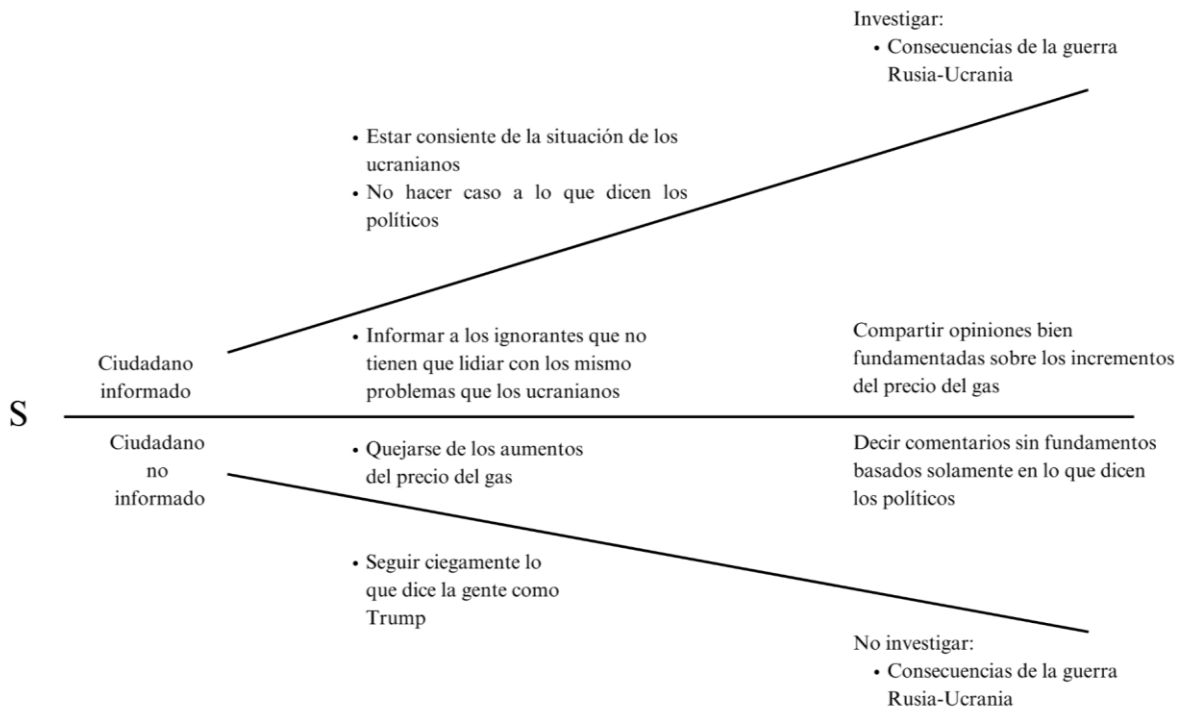 Investigar:
• Consecuencias de la guerra
Rusia-Ucrania
• Estar consiente de la situación de los
ucranianos
• No hacer caso a lo que dicen los
políticos
Ciudadano
informado
• Informar a los ignorantes que no
tienen que lidiar con los mismo
problemas que los ucranianos
Compartir opiniones bien
fundamentadas sobre los incrementos
del precio del gas
S
Ciudadano
no
informado
• Quejarse de los aumentos
del precio del gas
Decir comentarios sin fundamentos
basados solamente en lo que dicen
los políticos
• Seguir ciegamente lo
que dice la gente como
Trump
No investigar:
• Consecuencias de la guerra
Rusia-Ucrania